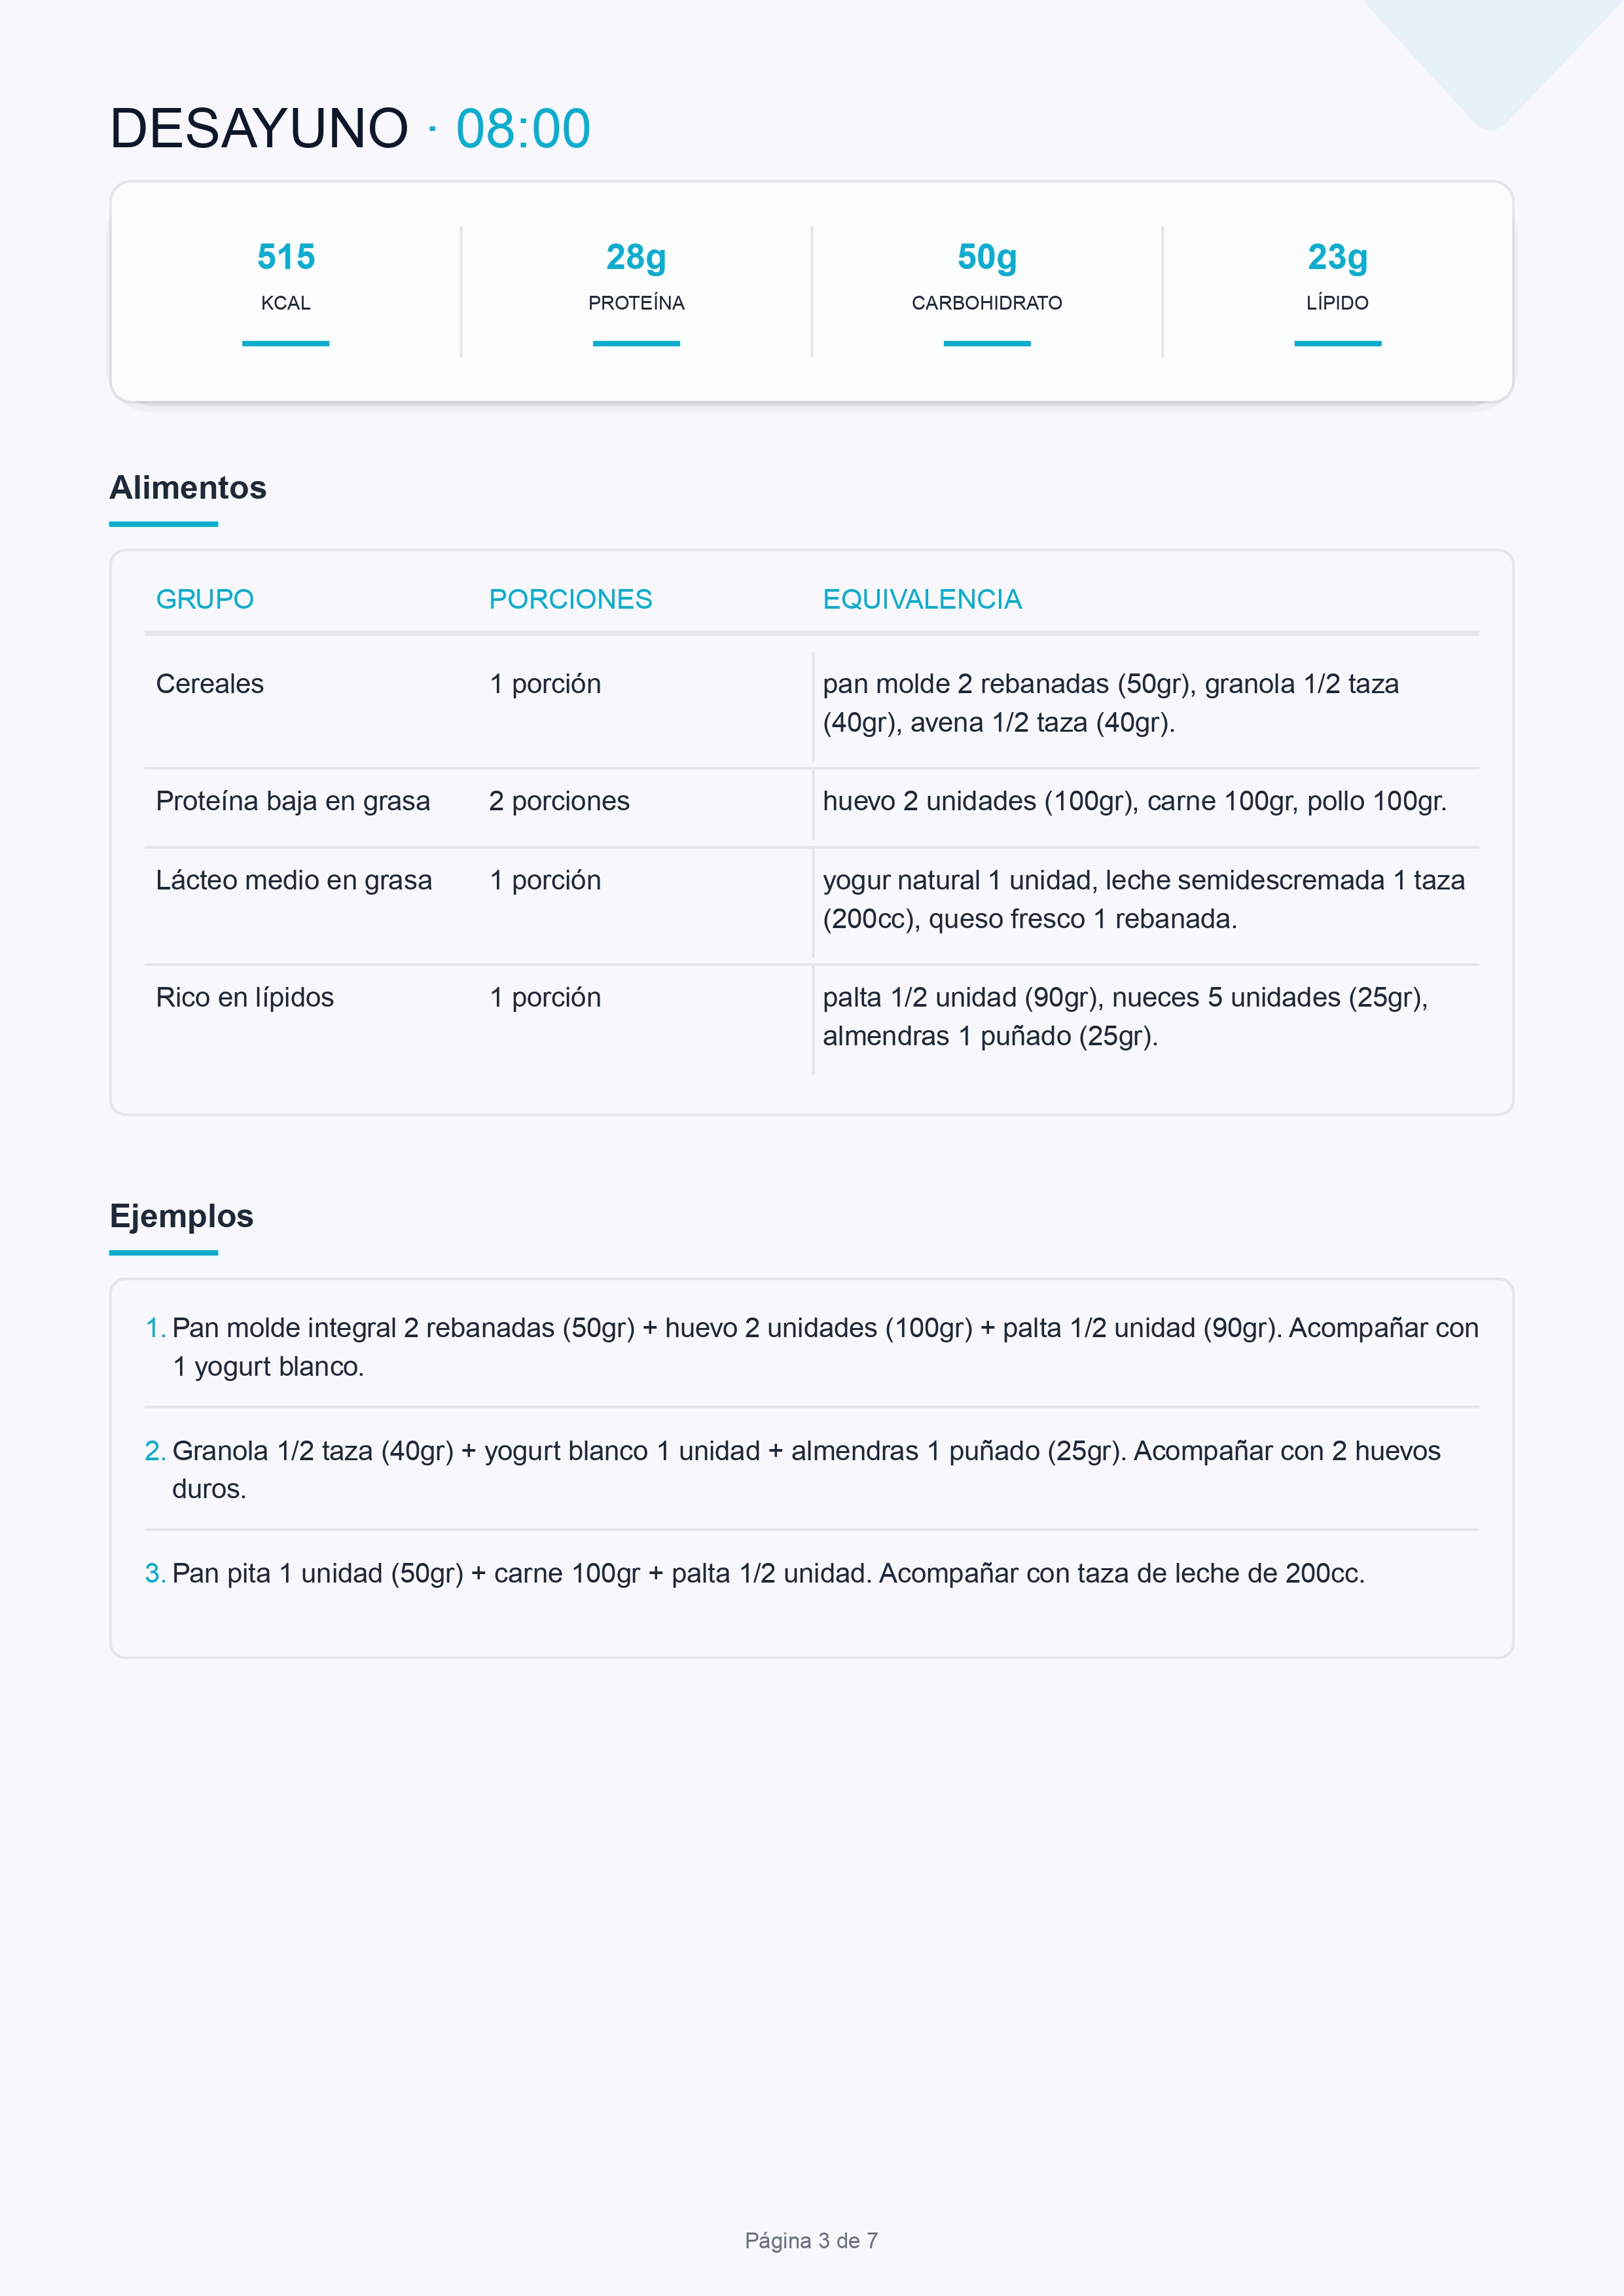 DESAYUNO · 08:00
515
KCAL
28g
PROTEÍNA
50g
CARBOHIDRATO
23g
LÍPIDO
Alimentos
GRUPO PORCIONES EQUIVALENCIA
Cereales 1 porción pan molde 2 rebanadas (50gr), granola 1/2 taza
(40gr), avena 1/2 taza (40gr).
Proteína baja en grasa 2 porciones huevo 2 unidades (100gr), carne 100gr, pollo 100gr.
Lácteo medio en grasa 1 porción yogur natural 1 unidad, leche semidescremada 1 taza
(200cc), queso fresco 1 rebanada.
Rico en lípidos 1 porción palta 1/2 unidad (90gr), nueces 5 unidades (25gr),
almendras 1 puñado (25gr).
Ejemplos
1. Pan molde integral 2 rebanadas (50gr) + huevo 2 unidades (100gr) + palta 1/2 unidad (90gr). Acompañar con
1 yogurt blanco.
2. Granola 1/2 taza (40gr) + yogurt blanco 1 unidad + almendras 1 puñado (25gr). Acompañar con 2 huevos
duros.
3. Pan pita 1 unidad (50gr) + carne 100gr + palta 1/2 unidad. Acompañar con taza de leche de 200cc.
Página 3 de 7